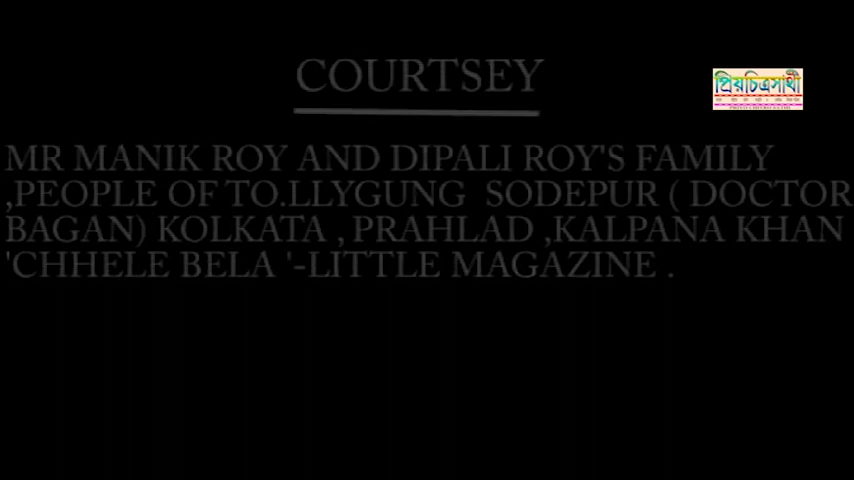 COURTSEY
প্রিয়চিত্রসাথী
MR MANIK ROY AND DIPALI ROY'S FAMILY
,PEOPLE OF TO.LLYGUNG SODEPUR ( DOCTOR
BAGAN) KOLKATA , PRAHLAD ,KALPANA KHAN
'CHHELE BELA '-LITTLE MAGAZINE .